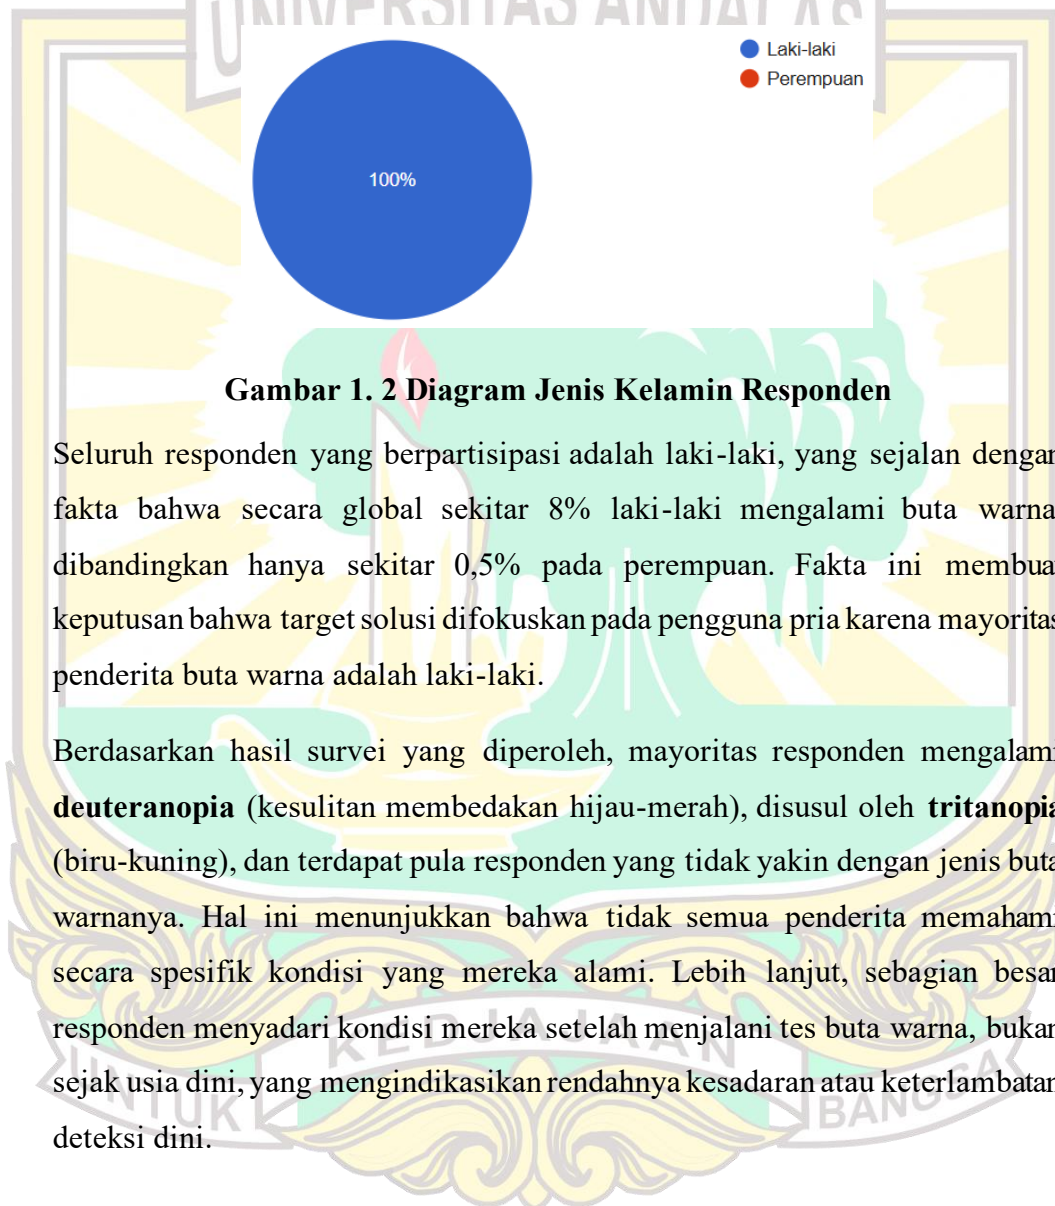 UNIVERSITAS ANDALAS
Laki-laki
Perempuan
100%
Gambar 1. 2 Diagram Jenis Kelamin Responden
Seluruh responden yang berpartisipasi adalah laki-laki, yang sejalan dengan
fakta bahwa secara global sekitar 8% laki-laki mengalami buta warna
dibandingkan hanya sekitar 0,5% pada perempuan. Fakta ini membua
keputusan bahwa target solusi difokuskan pada pengguna pria karena mayoritas
penderita buta warna adalah laki-laki.
Berdasarkan hasil survei yang diperoleh, mayoritas responden mengalami
deuteranopia (kesulitan membedakan hijau-merah), disusul oleh tritanopia
(biru-kuning), dan terdapat pula responden yang tidak yakin dengan jenis buta
warnanya. Hal ini menunjukkan bahwa tidak semua penderita memahami
secara spesifik kondisi yang mereka alami. Lebih lanjut, sebagian besar
responden menyadari kondisi mereka setelah menjalani tes buta warna, bukan
sejak usia dini, yang mengindikasikan rendahnya kesadaran atau keterlambatan
deteksi dini.
UNTUK KEDJAJAAN BANGSA